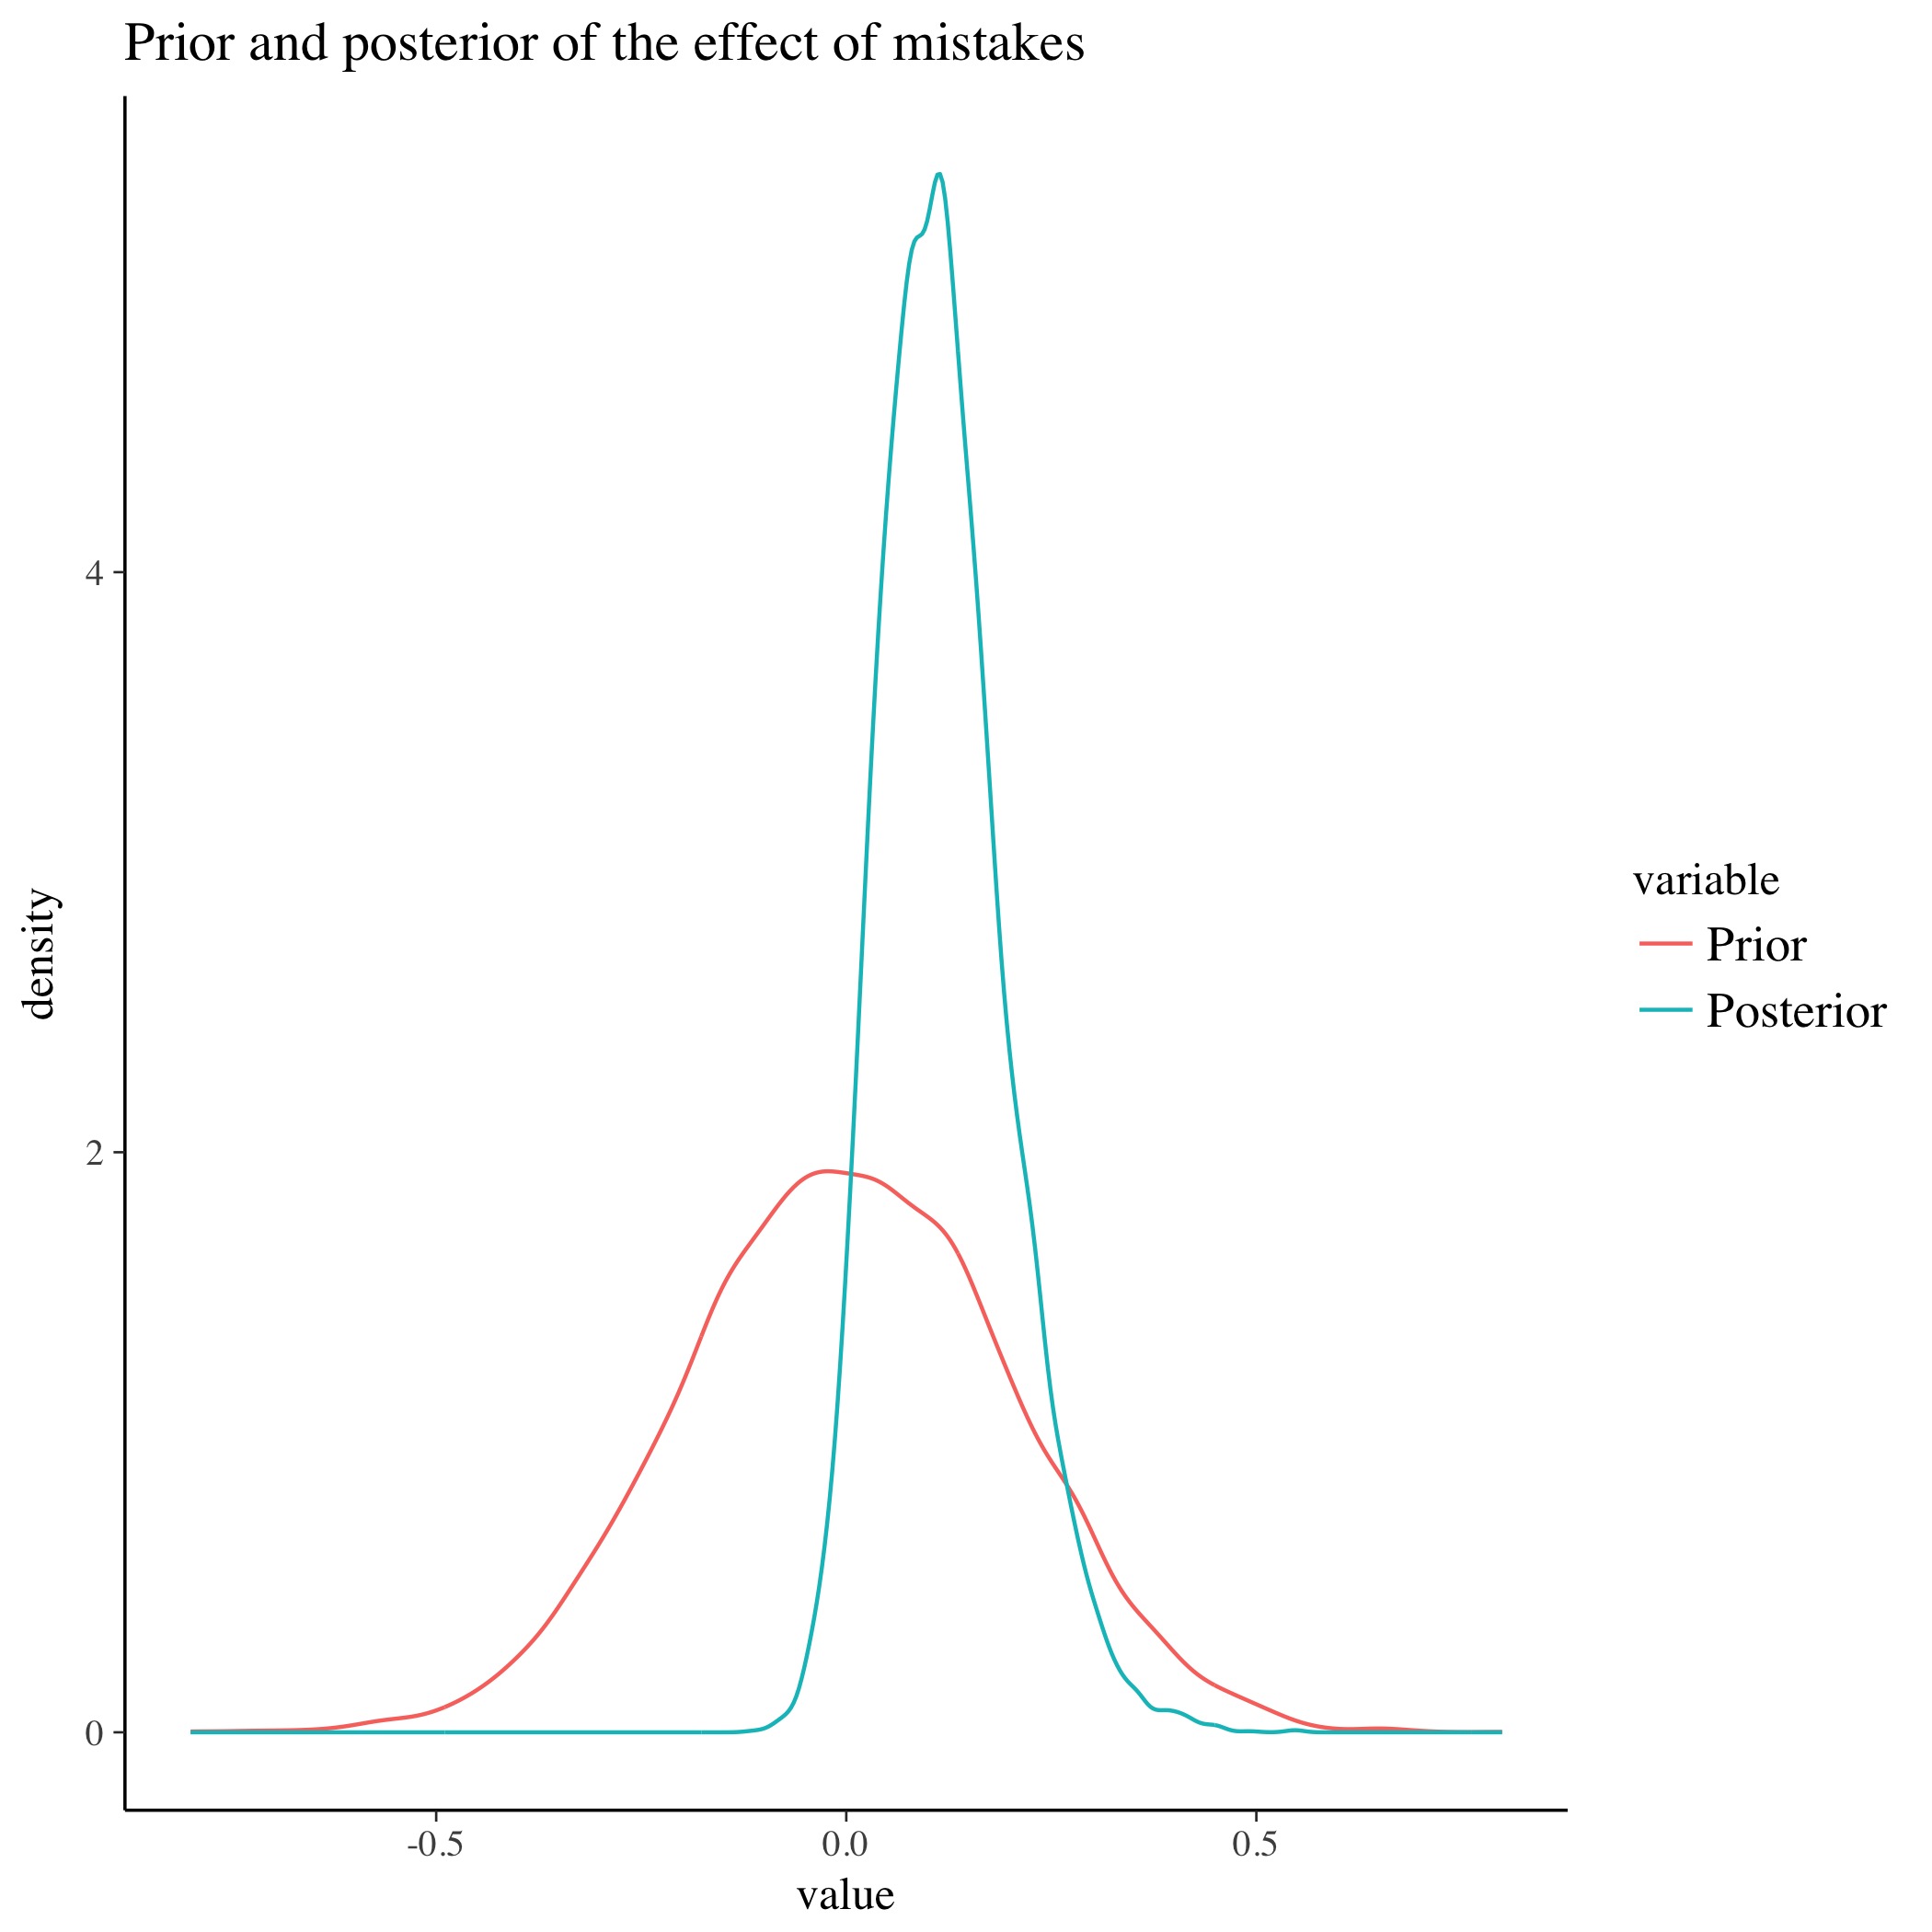 Prior and posterior of the effect of mistakes
density
4
2
0
-0.5
0.0
0.5
value
variable
Prior
Posterior